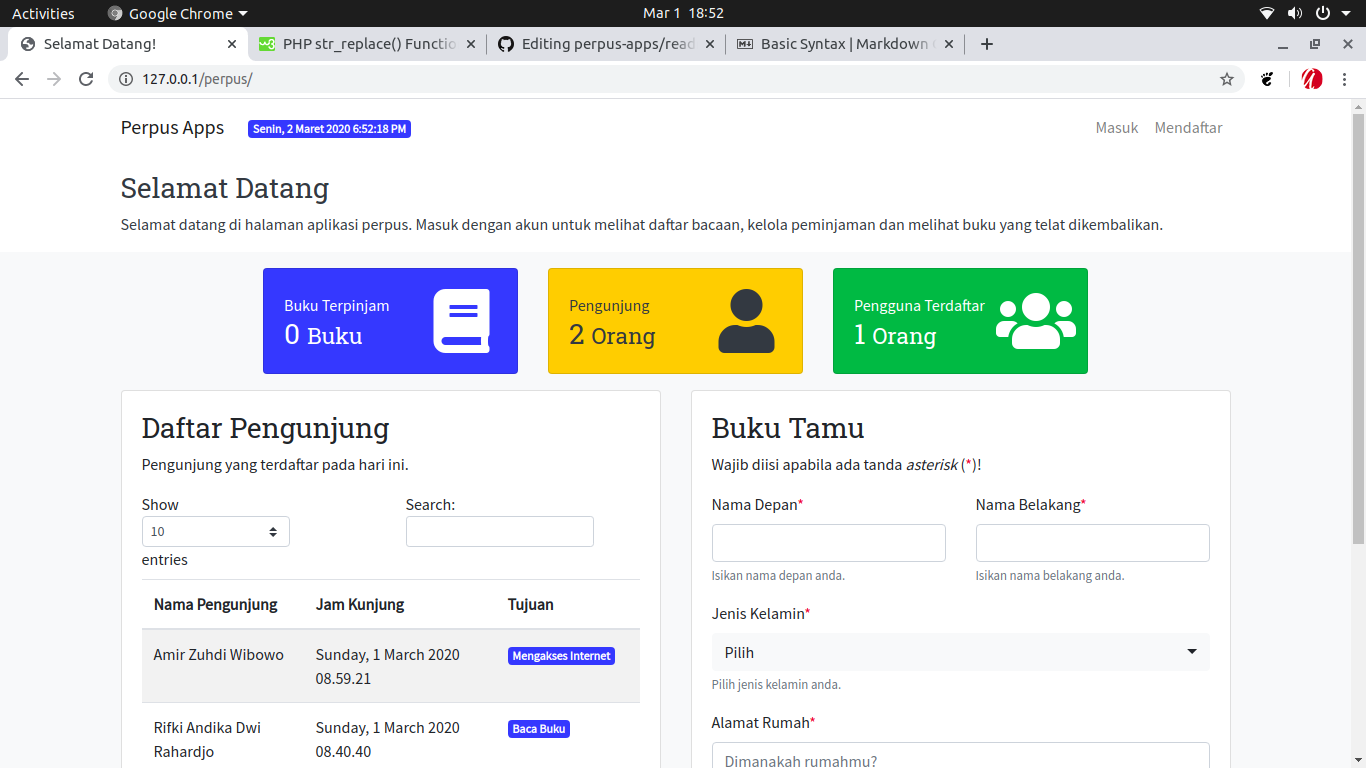 Activities
Google Chrome
Mar 1 18:52
Selamat Datang!
PHP str_replace() Functio
Editing perpus-apps/read
Basic Syntax | Markdown
127.0.0.1/perpus/
Perpus Apps
Senin, 2 Maret 2020 6:52:18 PM
Masuk
Mendaftar
Selamat Datang
Selamat datang di halaman aplikasi perpus. Masuk dengan akun untuk melihat daftar bacaan, kelola peminjaman dan melihat buku yang telat dikembalikan.
Buku Terpinjam
0 Buku
Pengunjung
2 Orang
Pengguna Terdaftar
1 Orang
Daftar Pengunjung
Pengunjung yang terdaftar pada hari ini.
Show
10
entries
Search:
Nama Pengunjung Jam Kunjung Tujuan
Amir Zuhdi Wibowo Sunday, 1 March 2020 Mengakses Internet
08.59.21
Rifki Andika Dwi Sunday, 1 March 2020 Baca Buku
Rahardjo 08.40.40
Buku Tamu
Wajib diisi apabila ada tanda asterisk (*)!
Nama Depan*
Isikan nama depan anda.
Nama Belakang*
Isikan nama belakang anda.
Jenis Kelamin*
Pilih
Pilih jenis kelamin anda.
Alamat Rumah*
Dimanakah rumahmu?